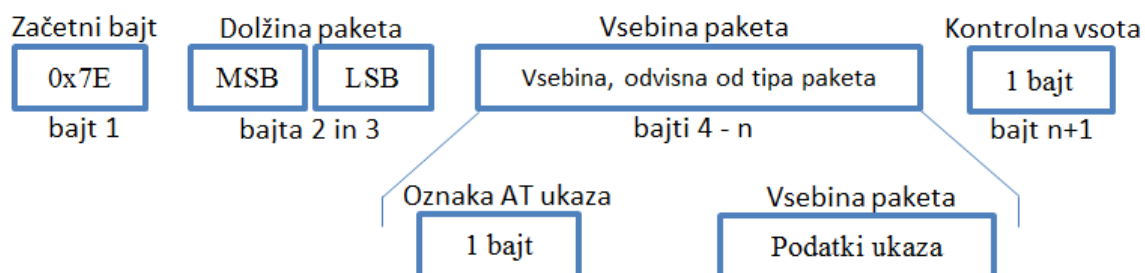 Začetni bajt Dolžina paketa Vsebina paketa Kontrolna vsota
0x7E MSB LSB Vsebina, odvisna od tipa paketa 1 bajt
bajt 1 bajta 2 in 3 bajti 4 - n bajt n+1
Oznaka AT ukaza Vsebina paketa
1 bajt Podatki ukaza